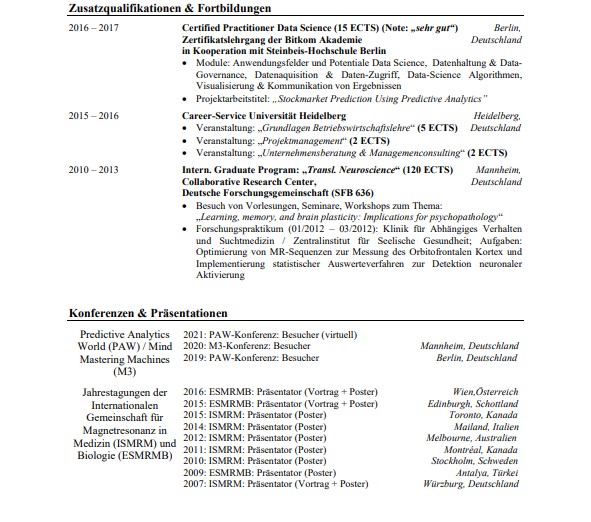 Zusatzqualifikationen & Fortbildungen
2016 – 2017 Certified Practitioner Data Science (15 ECTS) (Note: „sehr gut“) Berlin,
Zertifikatslehrgang der Bitkom Akademie Deutschland
in Kooperation mit Steinbeis-Hochschule Berlin
• Module: Anwendungsfelder und Potentiale Data Science, Datenhaltung & Data-
Governance, Datenaquisition & Daten-Zugriff, Data-Science Algorithmen,
Visualisierung & Kommunikation von Ergebnissen
• Projektarbeitstitel: „Stockmarket Prediction Using Predictive Analytics”
2015 – 2016 Career-Service Universität Heidelberg Heidelberg,
• Veranstaltung: „Grundlagen Betriebswirtschaftslehre“ (5 ECTS) Deutschland
• Veranstaltung: „Projektmanagement“ (2 ECTS)
• Veranstaltung: „Unternehmensberatung & Managemenconsulting“ (2 ECTS)
2010 – 2013 Intern. Graduate Program: „Transl. Neuroscience“ (120 ECTS) Mannheim,
Collaborative Research Center, Deutschland
Deutsche Forschungsgemeinschaft (SFB 636)
• Besuch von Vorlesungen, Seminare, Workshops zum Thema:
„Learning, memory, and brain plasticity: Implications for psychopathology“
• Forschungspraktikum (01/2012 – 03/2012): Klinik für Abhängiges Verhalten
und Suchtmedizin / Zentralinstitut für Seelische Gesundheit; Aufgaben:
Optimierung von MR-Sequenzen zur Messung des Orbitofrontalen Kortex und
Implementierung statistischer Auswerteverfahren zur Detektion neuronaler
Aktivierung
Konferenzen & Präsentationen
Predictive Analytics
World (PAW) / Mind
Mastering Machines
(M3)
2021: PAW-Konferenz: Besucher (virtuell)
2020: M3-Konferenz: Besucher Mannheim, Deutschland
2019: PAW-Konferenz: Besucher Berlin, Deutschland
Jahrestagungen der
Internationalen
Gemeinschaft für
Magnetresonanz in
Medizin (ISMRM) und
Biologie (ESMRMB)
2016: ESMRMB: Präsentator (Vortrag + Poster) Wien,Österreich
2015: ESMRMB: Präsentator (Vortrag + Poster) Edinburgh, Schottland
2015: ISMRM: Präsentator (Poster) Toronto, Kanada
2014: ISMRM: Präsentator (Poster) Mailand, Italien
2012: ISMRM: Präsentator (Poster) Melbourne, Australien
2011: ISMRM: Präsentator (Poster) Montréal, Kanada
2010: ISMRM: Präsentator (Poster) Stockholm, Schweden
2009: ESMRMB: Präsentator (Poster) Antalya, Türkei
2007: ISMRM: Präsentator (Vortrag + Poster) Würzburg, Deutschland